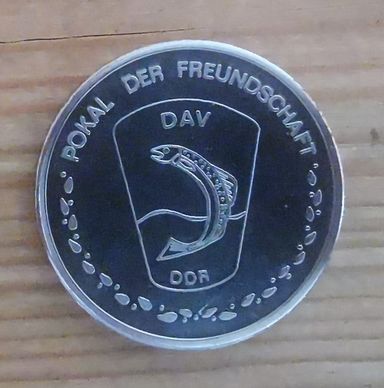 POKAL DER FREUNDSCHAFT
DAV
DDR